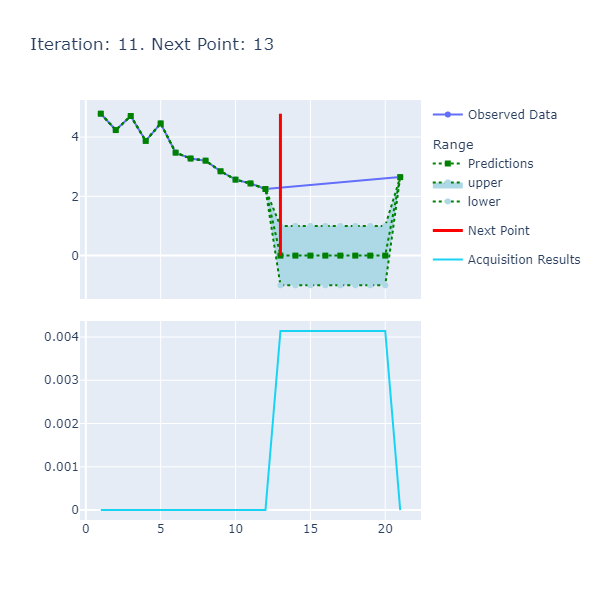 Iteration: 11. Next Point: 13
4
2
0
Observed Data
Range
Predictions
upper
lower
Next Point
Acquisition Results
0.004
0.003
0.002
0.001
0
0 5 10 15 20